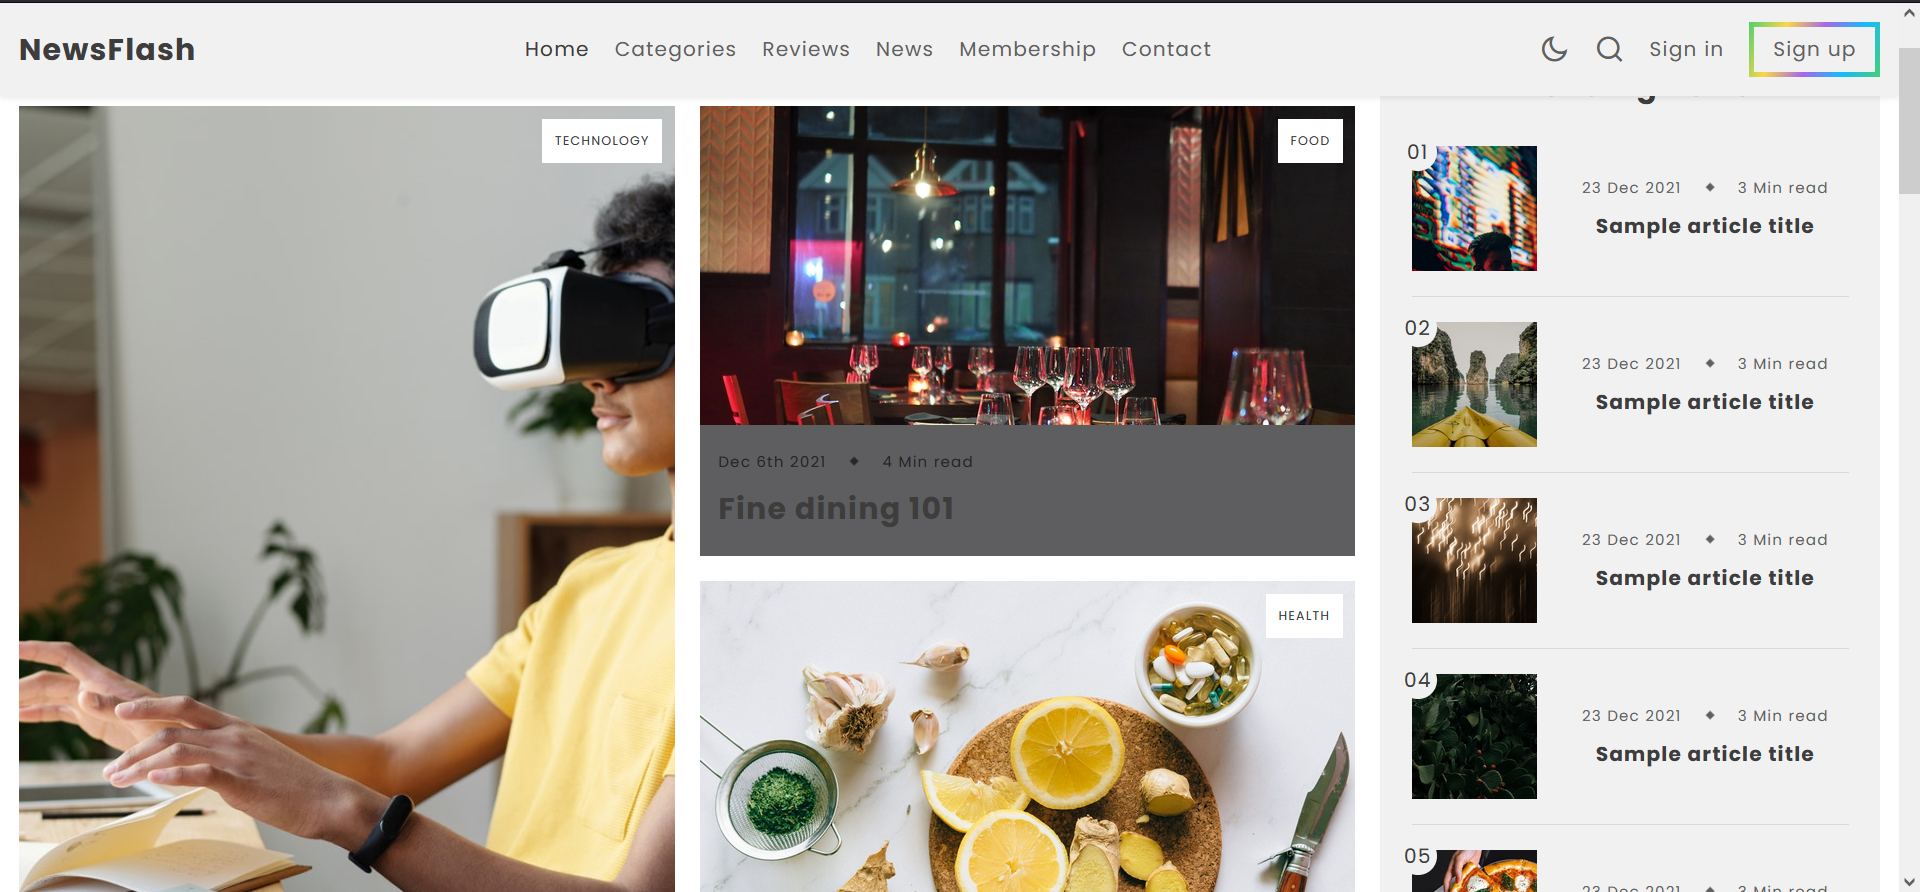 NewsFlash
Home Categories Reviews News Membership Contact
Sign in Sign up
TECHNOLOGY
FOOD
Dec 6th 2021 ◆ 4 Min read
Fine dining 101
HEALTH
01
23 Dec 2021 ◆ 3 Min read
Sample article title
02
23 Dec 2021 ◆ 3 Min read
Sample article title
03
23 Dec 2021 ◆ 3 Min read
Sample article title
04
23 Dec 2021 ◆ 3 Min read
Sample article title
05
23 Dec 2021 ◆ 3 Min read